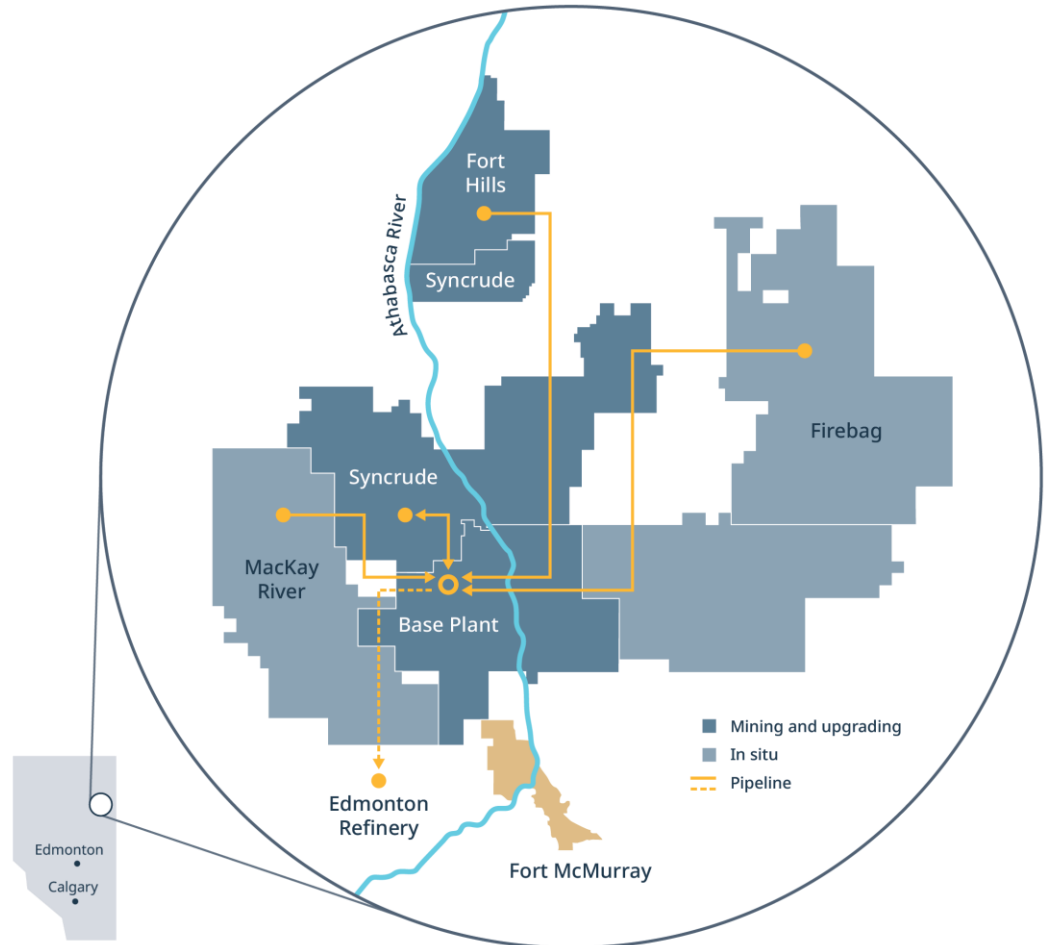 Fort
Hills
Athabasca River
Syncrude
Firebag
Syncrude
MacKay
River
Base Plant
Mining and upgrading
In situ
Pipeline
Edmonton
Refinery
Fort McMurray
Edmonton
Calgary